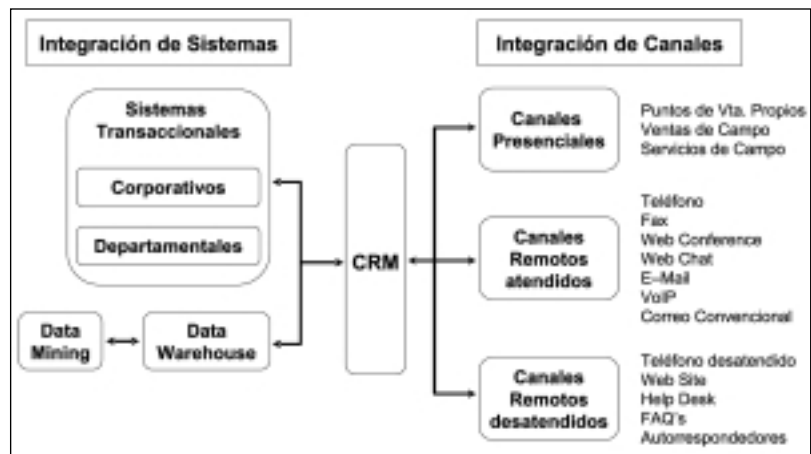 Integración de Sistemas
Sistemas
Transaccionales
Corporativos
Departamentales
Data
Mining
Data
Warehouse
CRM
Integración de Canales
Canales
Presenciales
Puntos de Vta. Propios
Ventas de Campo
Servicios de Campo
Canales
Remotos
atendidos
Teléfono
Fax
Web Conference
Web Chat
E–Mail
VoIP
Correo Convencional
Canales
Remotos
desatendidos
Teléfono desatendido
Web Site
Help Desk
FAQ's
Autorrespondedores